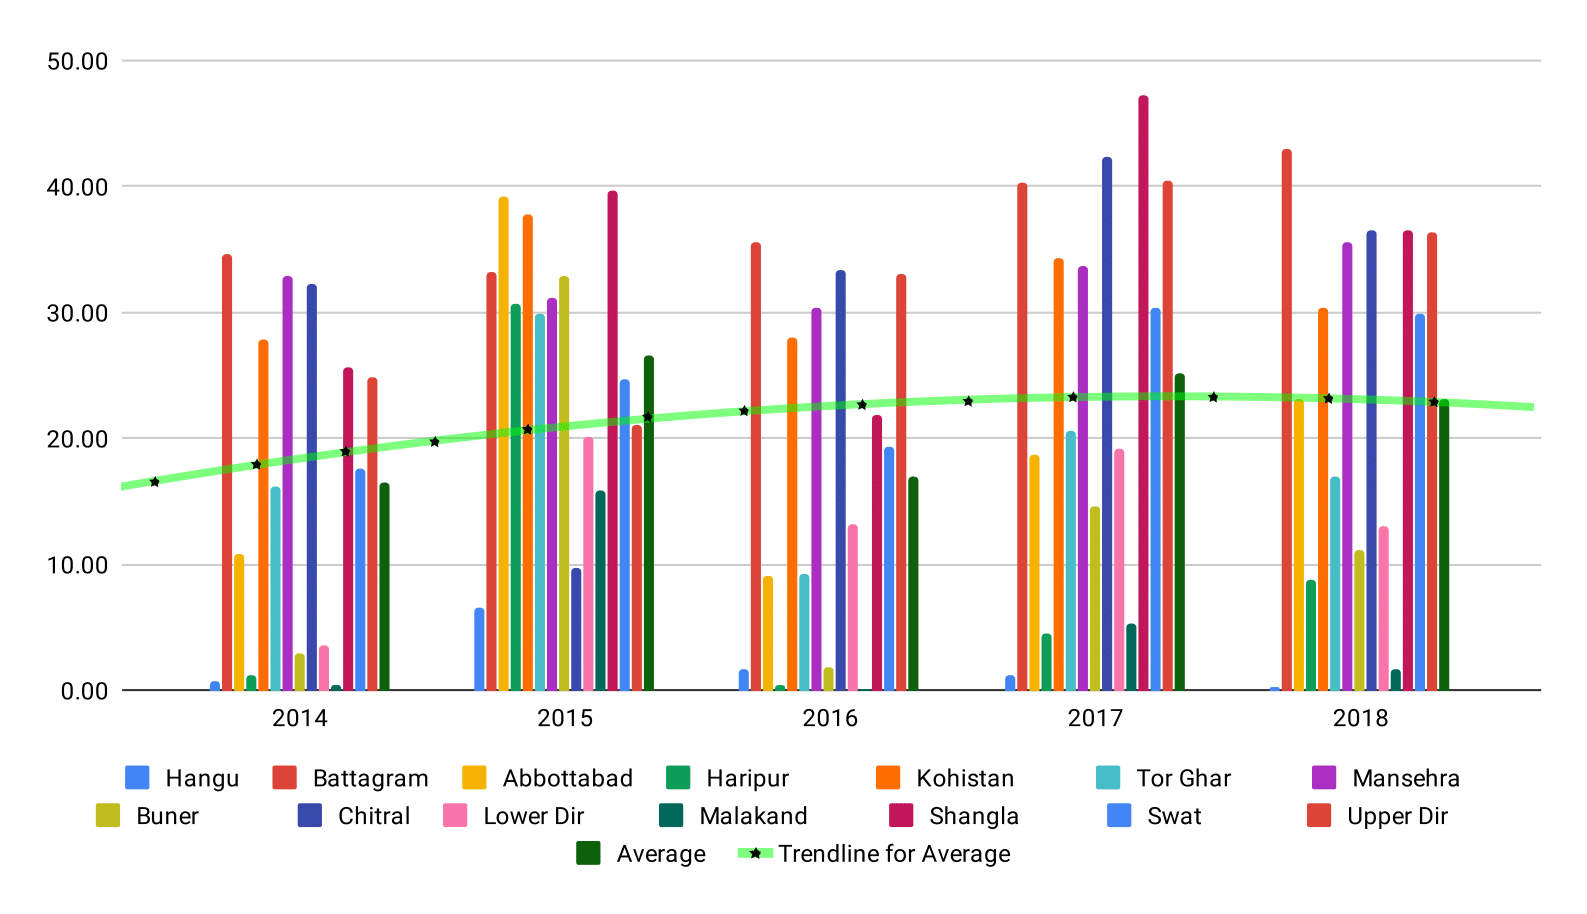 50.00
40.00
30.00
20.00
10.00
0.00
2014 2015 2016 2017 2018
Hangu Battagram Abbottabad Haripur Kohistan Tor Ghar Mansehra
Buner Chitral Lower Dir Malakand Shangla Swat Upper Dir
Average Trendline for Average